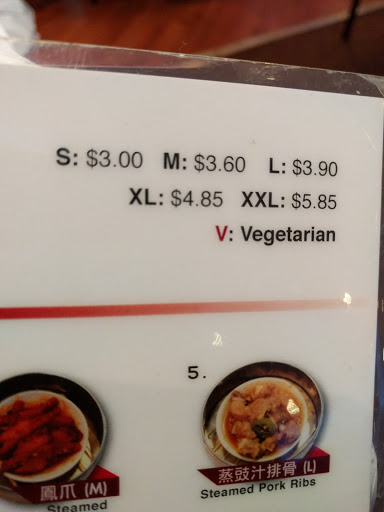 S: $3.00 M: $3.60 L: $3.90
XL: $4.85 XXL: $5.85
V: Vegetarian
5.
鳳爪 (M)
Steamed
蒸豉汁排骨 (L)
Steamed Pork Ribs